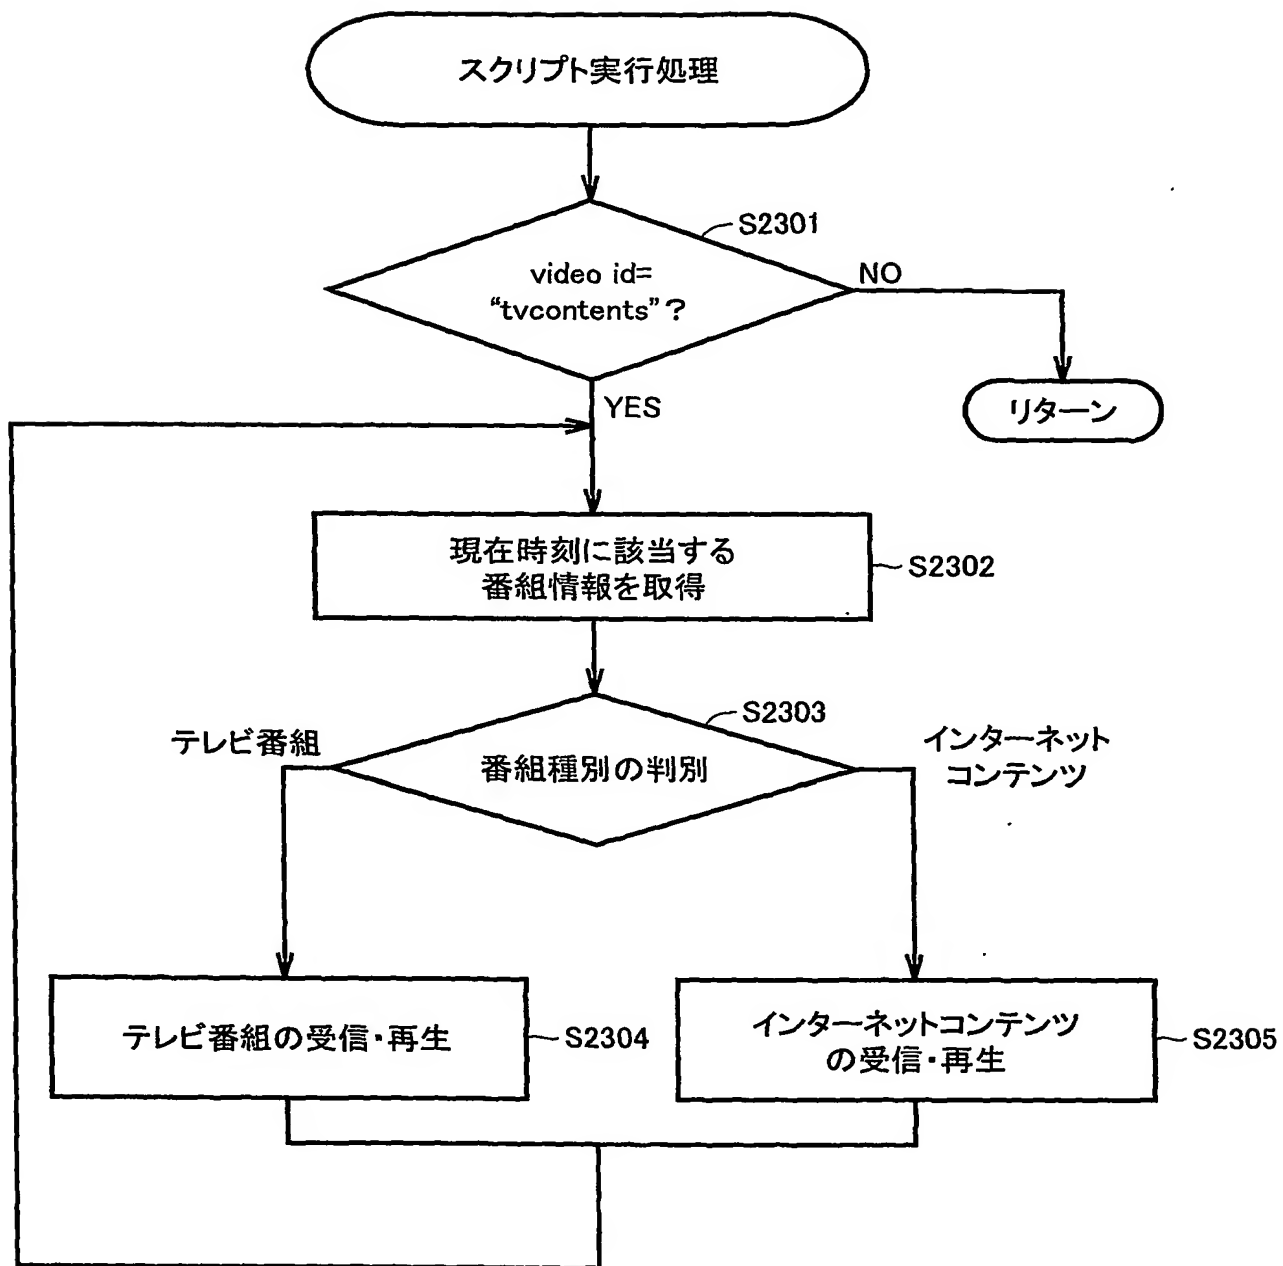 スクリプト実行処理
S2301
video id=
“tvcontents”?
NO
YES
リターン
現在時刻に該当する
番組情報を取得
S2302
S2303
テレビ番組
番組種別の判別
インターネット
コンテンツ
テレビ番組の受信・再生
S2304
インターネットコンテンツ
の受信・再生
S2305